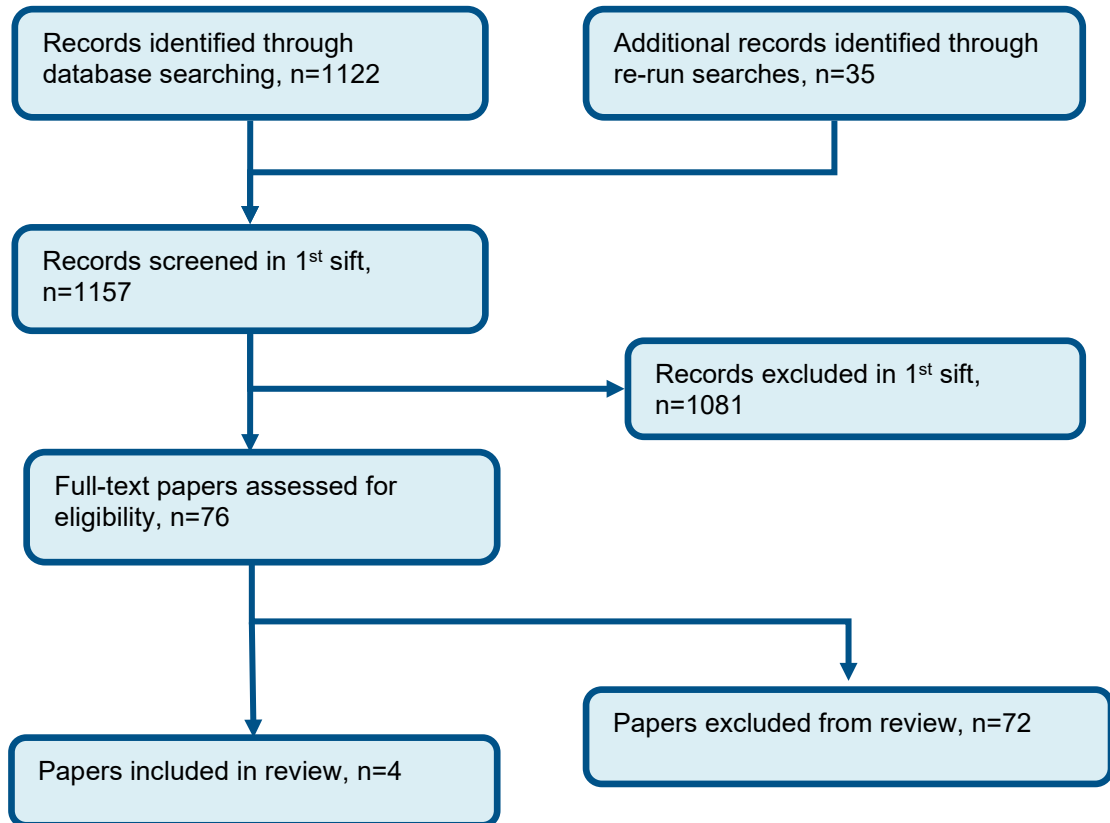 Records identified through
database searching, n=1122
Additional records identified through
re-run searches, n=35
Records screened in 1st sift,
n=1157
Records excluded in 1st sift,
n=1081
Full-text papers assessed for
eligibility, n=76
Papers excluded from review, n=72
Papers included in review, n=4